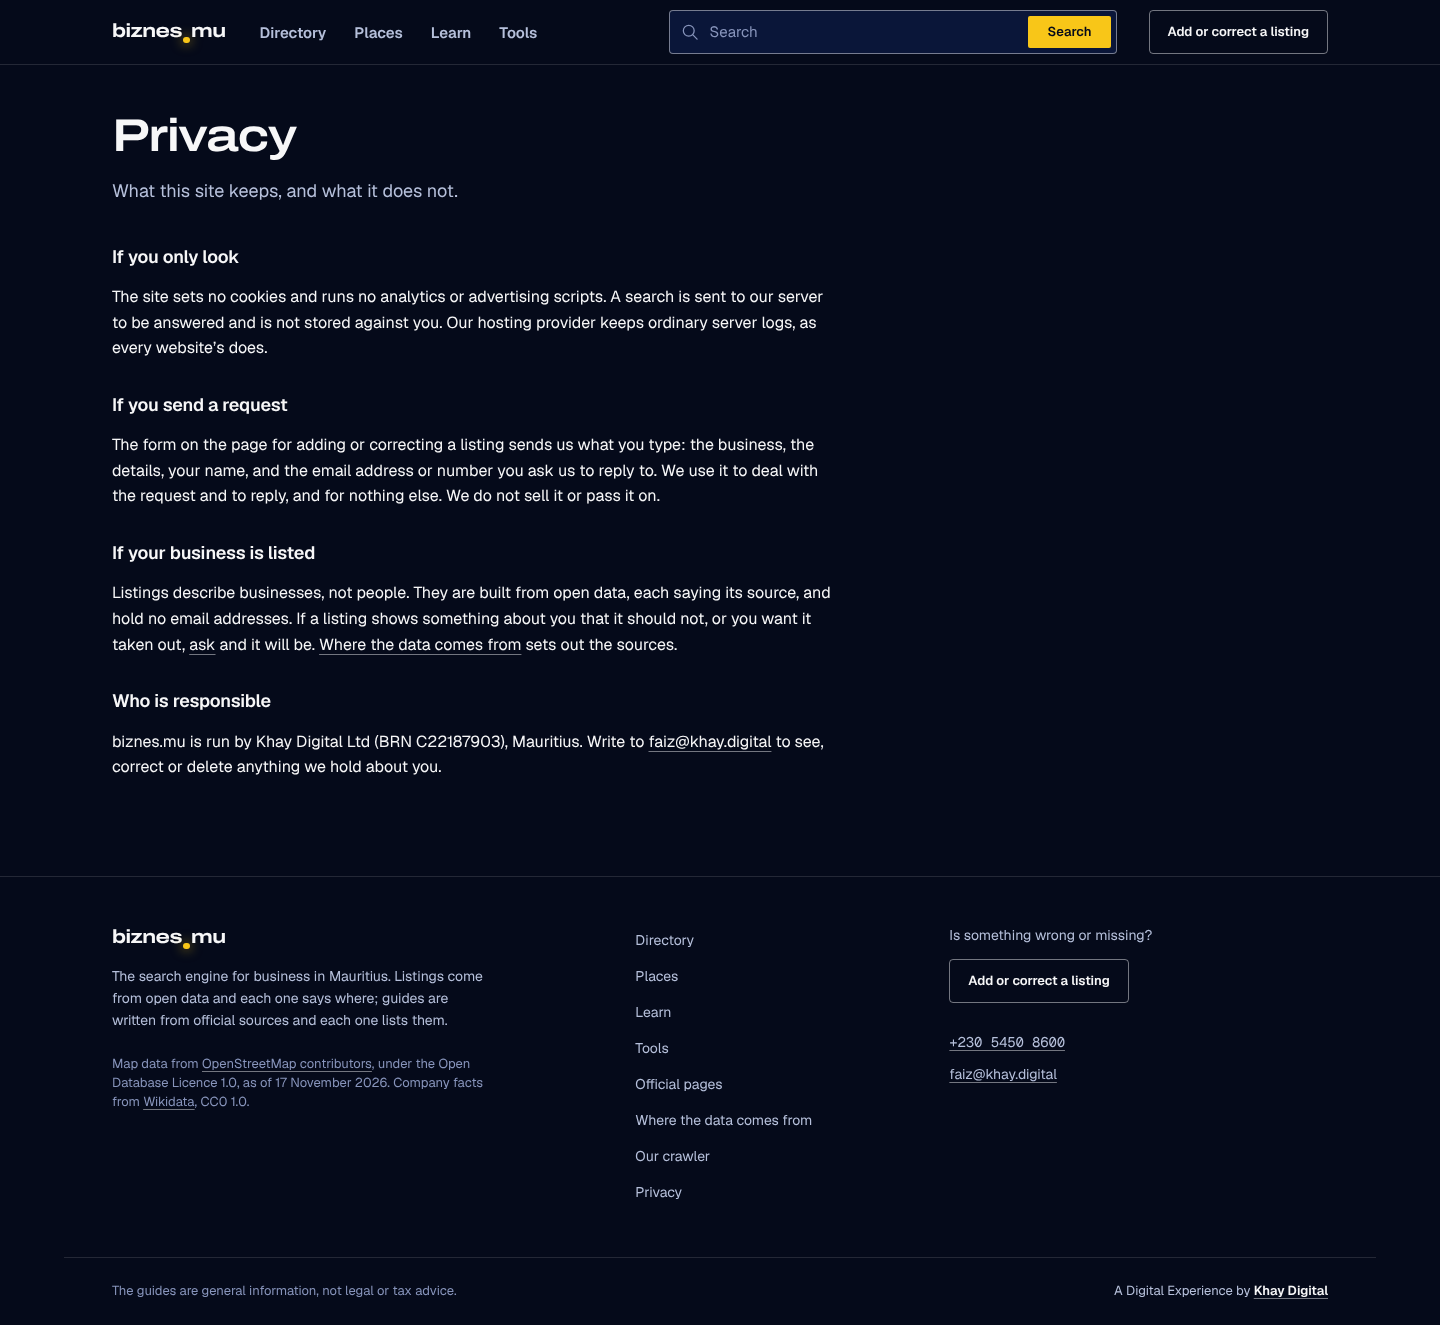 biznes.mu
Directory
Places
Learn
Tools
Search
Search
Add or correct a listing
Privacy
What this site keeps, and what it does not.
If you only look
The site sets no cookies and runs no analytics or advertising scripts. A search is sent to our server
to be answered and is not stored against you. Our hosting provider keeps ordinary server logs, as
every website’s does.
If you send a request
The form on the page for adding or correcting a listing sends us what you type: the business, the
details, your name, and the email address or number you ask us to reply to. We use it to deal with
the request and to reply, and for nothing else. We do not sell it or pass it on.
If your business is listed
Listings describe businesses, not people. They are built from open data, each saying its source, and
hold no email addresses. If a listing shows something about you that it should not, or you want it
taken out, ask and it will be. Where the data comes from sets out the sources.
Who is responsible
biznes.mu is run by Khay Digital Ltd (BRN C22187903), Mauritius. Write to faiz@khay.digital to see,
correct or delete anything we hold about you.
biznes.mu
The search engine for business in Mauritius. Listings come
from open data and each one says where; guides are
written from official sources and each one lists them.
Map data from OpenStreetMap contributors, under the Open
Database Licence 1.0, as of 17 November 2026. Company facts
from Wikidata, CC0 1.0.
Directory
Places
Learn
Tools
Official pages
Where the data comes from
Our crawler
Privacy
Is something wrong or missing?
Add or correct a listing
+230 5450 8600
faiz@khay.digital
The guides are general information, not legal or tax advice.
A Digital Experience by Khay Digital